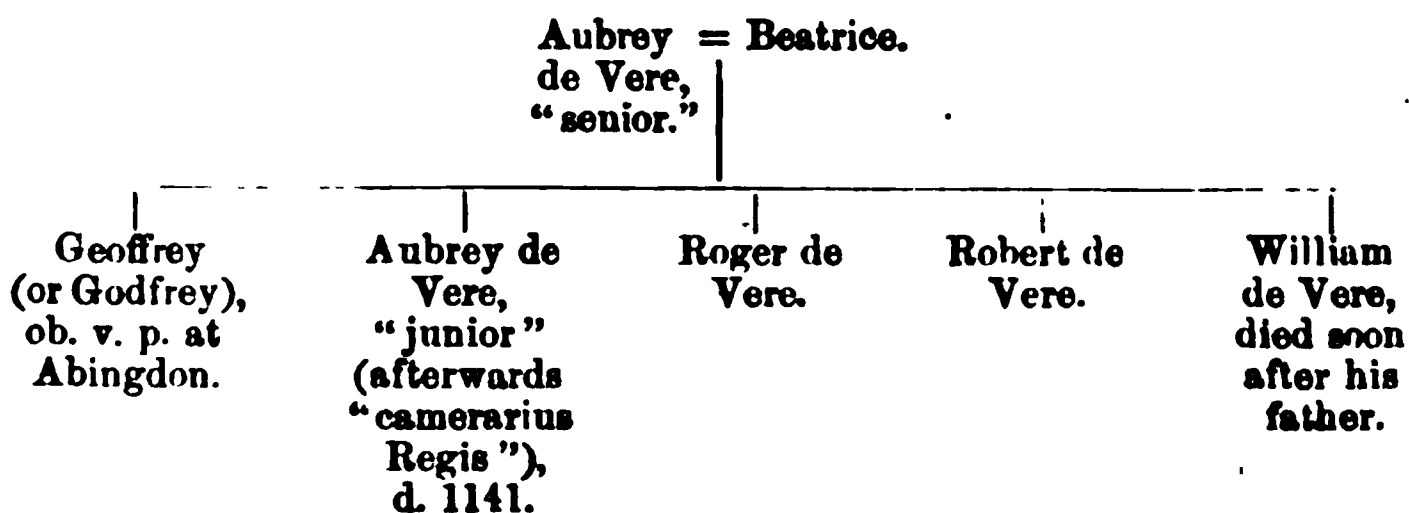 Aubrey = Beatrice.
de Vere,
“senior.”
Geoffrey
(or Godfrey),
ob. v. p. at
Abingdon.
Aubrey de
Vere,
“junior”
(afterwards
“camerarius
Regis”),
d. 1141.
Roger de
Vere.
Robert de
Vere.
William
de Vere,
died soon
after his
father.